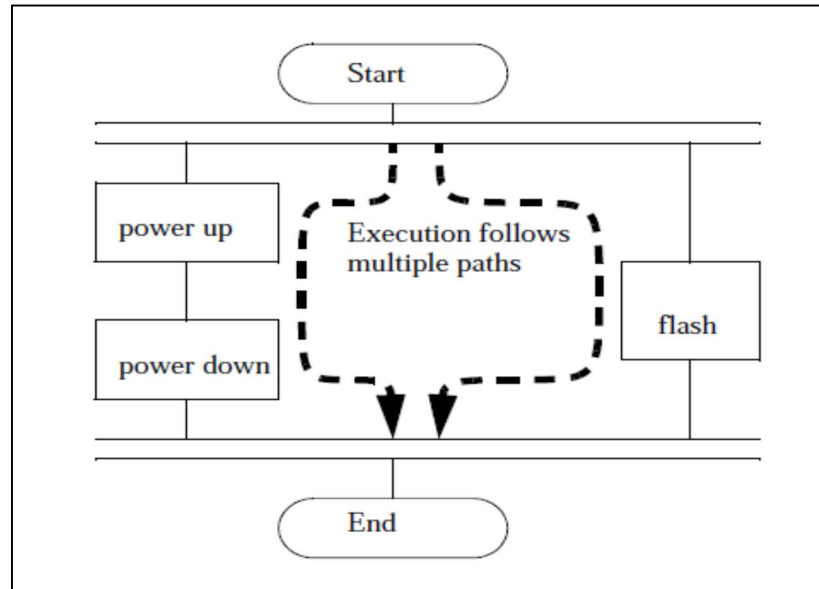 Start
power up
Execution follows
multiple paths
flash
power down
End